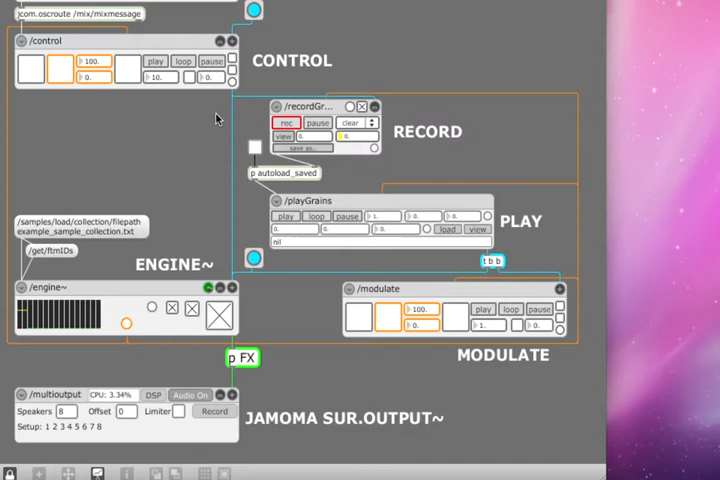 jcom.oscroute /mix/mixmessage
/control
100.
play
loop
pause
0.
10.
0.
CONTROL
/recordGr...
rec
pause
clear
view
0.
0.
save as...
RECORD
p autoload_saved
/playGrains
play
loop
pause
1.
0.
0.
0.
0.
0.
load
view
nil
PLAY
/samples/load/collection/filepath
example_sample_collection.txt
/get/ftmIDs
ENGINE~
t b b
/engine~
/modulate
100.
play
loop
pause
0.
1.
0.
MODULATE
p FX
/multioutput
CPU: 3.34%
DSP
Audio On
Speakers
8
Offset
0
Limiter
Record
Setup: 1 2 3 4 5 6 7 8
JAMOMA SUR.OUTPUT~